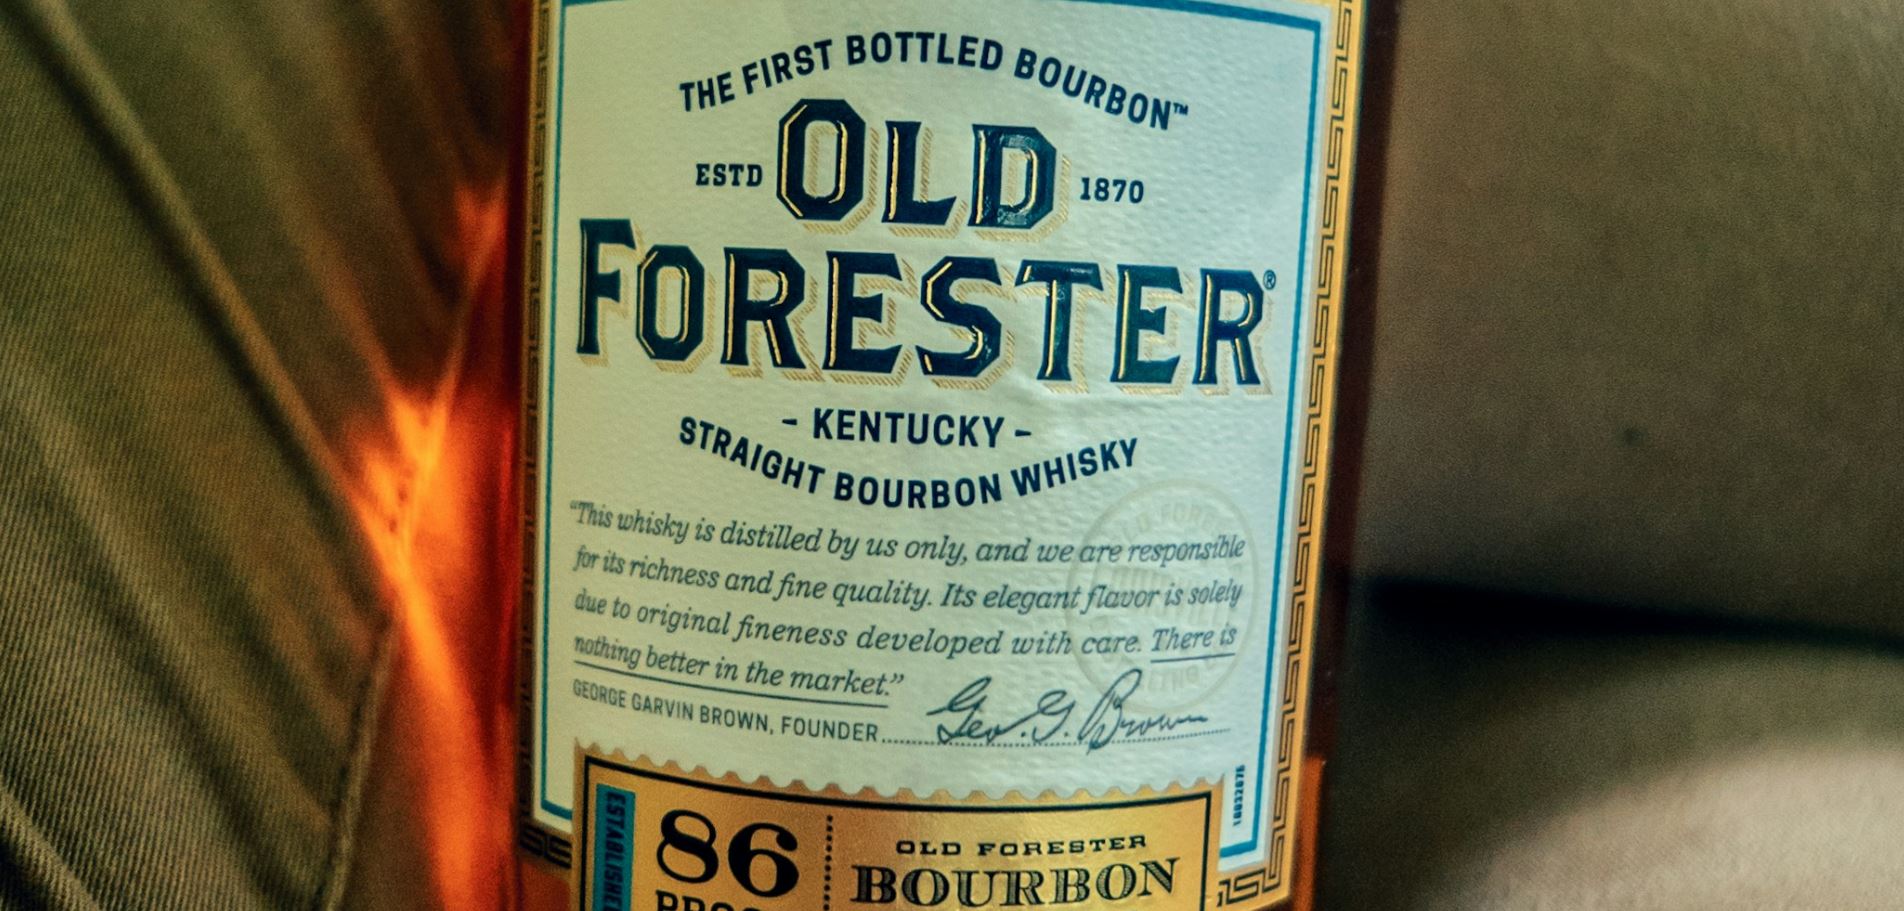 THE FIRST BOTTLED BOURBON™
ESTD OLD 1870
FORESTER®
- KENTUCKY -
STRAIGHT BOURBON WHISKY
“This whisky is distilled by us only, and we are responsible
for its richness and fine quality. Its elegant flavor is solely
due to original fineness developed with care. There is
nothing better in the market.”
GEORGE GARVIN BROWN, FOUNDER Geo. G. Brown
86
OLD FORESTER
BOURBON